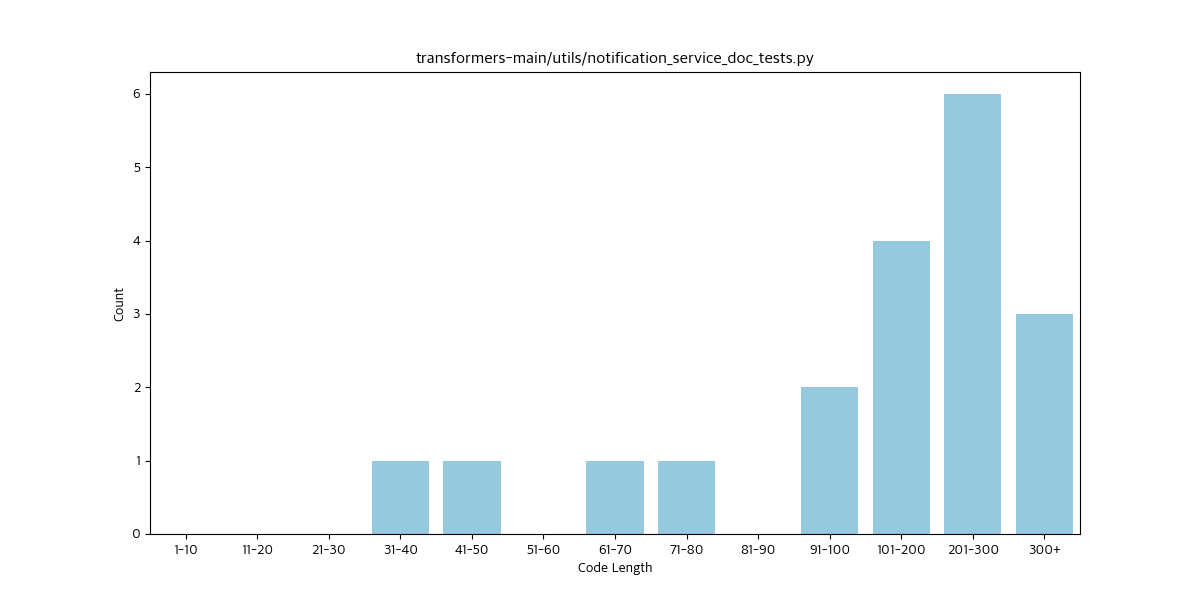 transformers-main/utils/notification_service_doc_tests.py
6
5
4
3
2
1
0
Count
1-10 11-20 21-30 31-40 41-50 51-60 61-70 71-80 81-90 91-100 101-200 201-300 300+
Code Length